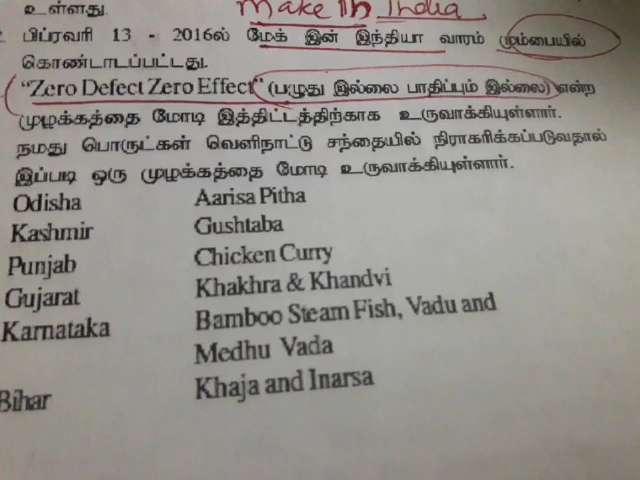 உள்ளது.
Make in India
பிப்ரவரி 13 - 2016ல் மேக் இன் இந்தியா வாரம் மும்பையில்
கொண்டாடப்பட்டது.
"Zero Defect Zero Effect" (பழுது இல்லை பாதிப்பும் இல்லை) என்ற
முழக்கத்தை மோடி இத்திட்டத்திற்காக உருவாக்கியுள்ளார்.
நமது பொருட்கள் வெளிநாட்டு சந்தையில் நிராகரிக்கப்படுவதால்
இப்படி ஒரு முழக்கத்தை மோடி உருவாக்கியுள்ளார்.
Odisha Aarisa Pitha
Kashmir Gushtaba
Punjab Chicken Curry
Gujarat Khakhra & Khandvi
Karnataka Bamboo Steam Fish, Vadu and
Medhu Vada
Bihar Khaja and Inarsa